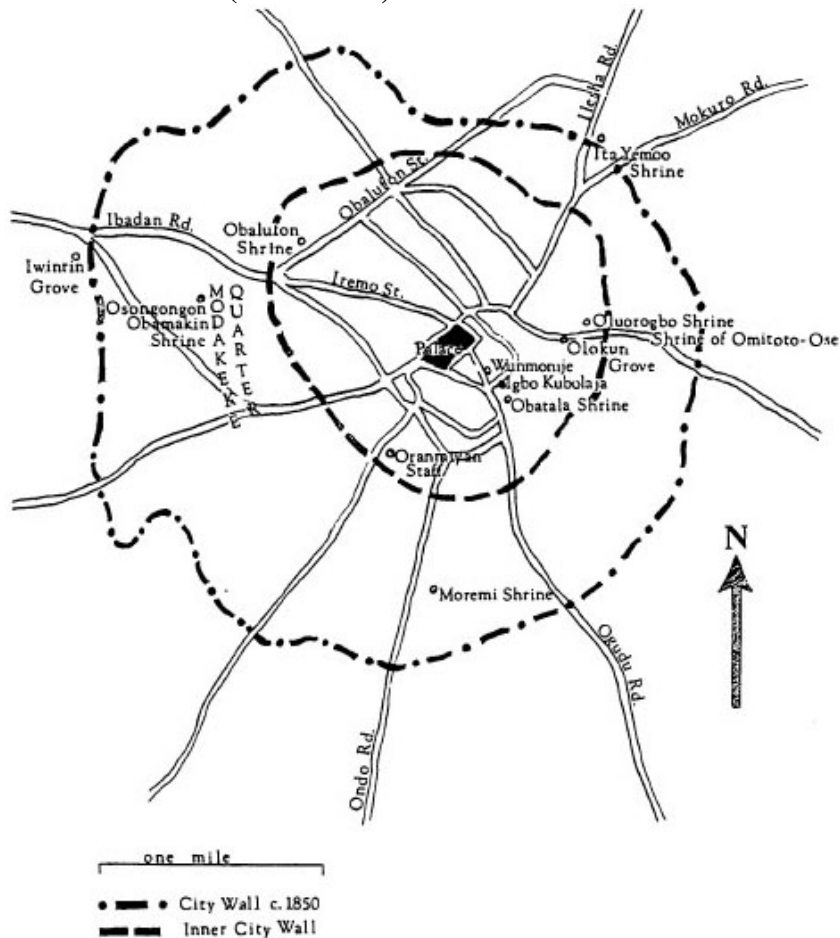 Ilesha Rd.
Mokuro Rd.
Ita Yemoo
Shrine
Obalufon St.
Ibadan Rd.
Obalufon
Shrine
Iwinrin
Grove
Iremo St.
Osongongon
Obamakin
Shrine
MODAKEKE
QUARTER
Oluorogbo Shrine
Shrine of Omitoto-Ose
Olokun
Grove
Palace
Wunmonije
Igbo Kubolaja
Obatala Shrine
Oranmiyan
Staff
N
Moremi Shrine
Ogudu Rd.
Ondo Rd.
one mile
City Wall c. 1850
Inner City Wall